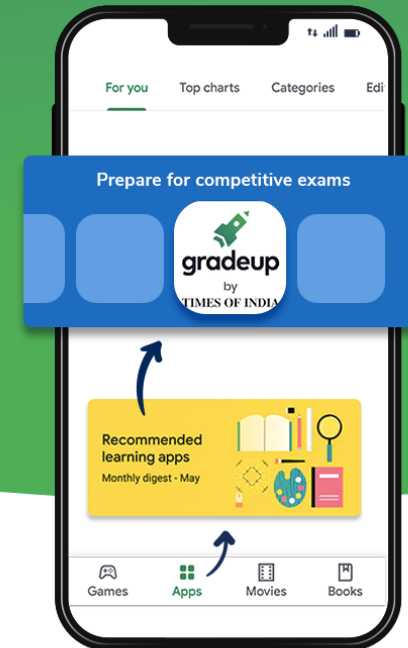 For you Top charts Categories Edi
Prepare for competitive exams
gradeup
by
TIMES OF INDIA
Recommended
learning apps
Monthly digest - May
Games Apps Movies Books